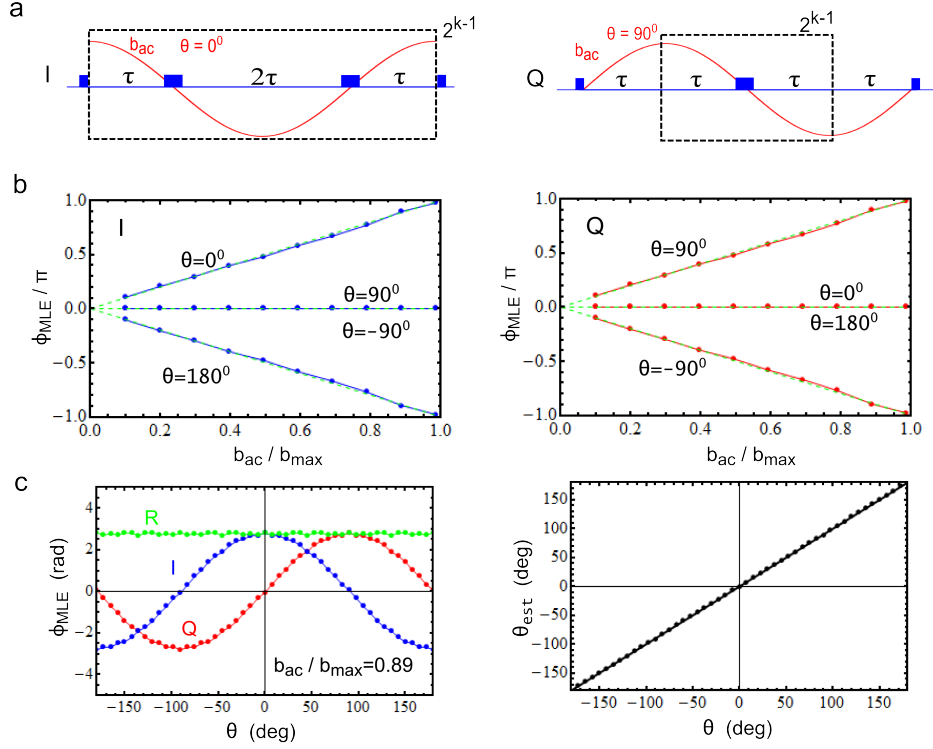 a
I
b_ac θ = 0⁰
2^k-1
τ 2τ τ
Q
b_ac
θ = 90⁰
2^k-1
τ τ τ τ
b
I
ϕ_MLE / π
1.0
0.5
0.0
−0.5
−1.0
θ=0⁰
θ=90⁰
θ=−90⁰
θ=180⁰
0.0 0.2 0.4 0.6 0.8 1.0
b_ac / b_max
Q
ϕ_MLE / π
1.0
0.5
0.0
−0.5
−1.0
θ=90⁰
θ=0⁰
θ=180⁰
θ=−90⁰
0.0 0.2 0.4 0.6 0.8 1.0
b_ac / b_max
c
ϕ_MLE (rad)
4
2
0
−2
−4
R
I
Q
b_ac / b_max=0.89
−150 −100 −50 0 50 100 150
θ (deg)
θ_est (deg)
150
100
50
0
−50
−100
−150
−150 −100 −50 0 50 100 150
θ (deg)